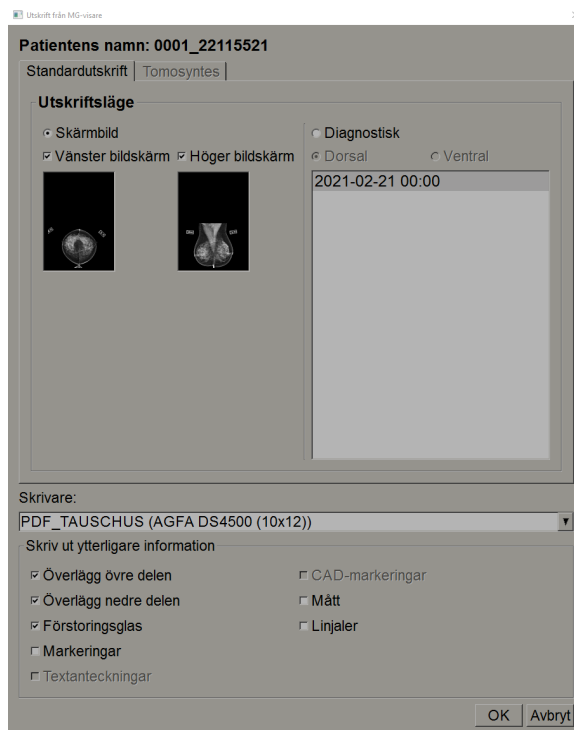 Utskrift från MG-visare
Patientens namn: 0001_22115521
Standardutskrift Tomosyntes
Utskriftsläge
Skärmbild
Diagnostisk
Vänster bildskärm Höger bildskärm
Dorsal Ventral
2021-02-21 00:00
Skrivare:
PDF_TAUSCHUS (AGFA DS4500 (10x12))
Skriv ut ytterligare information
Överlägg övre delen
CAD-markeringar
Överlägg nedre delen
Mått
Förstoringsglas
Linjaler
Markeringar
Textanteckningar
OK Avbryt